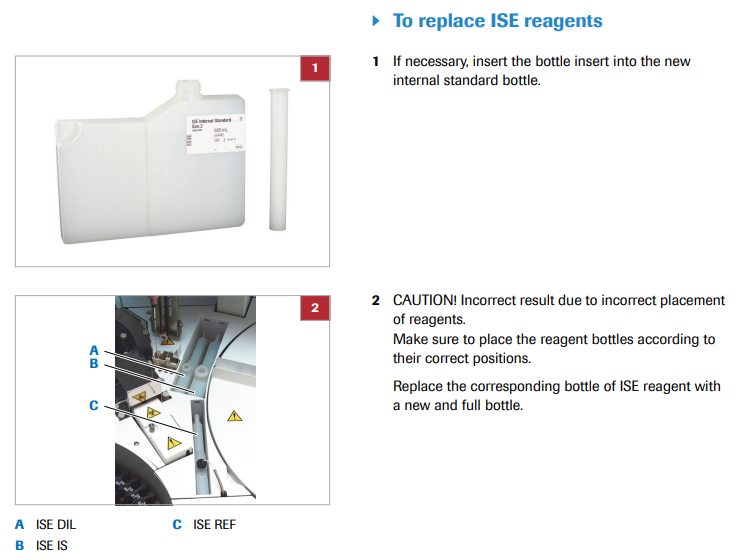 To replace ISE reagents
1
1 If necessary, insert the bottle insert into the new
internal standard bottle.
ISE Internal Standard
Gen.2
600 mL
2
2 CAUTION! Incorrect result due to incorrect placement
of reagents.
Make sure to place the reagent bottles according to
their correct positions.
Replace the corresponding bottle of ISE reagent with
a new and full bottle.
A
B
C
A ISE DIL
C ISE REF
B ISE IS